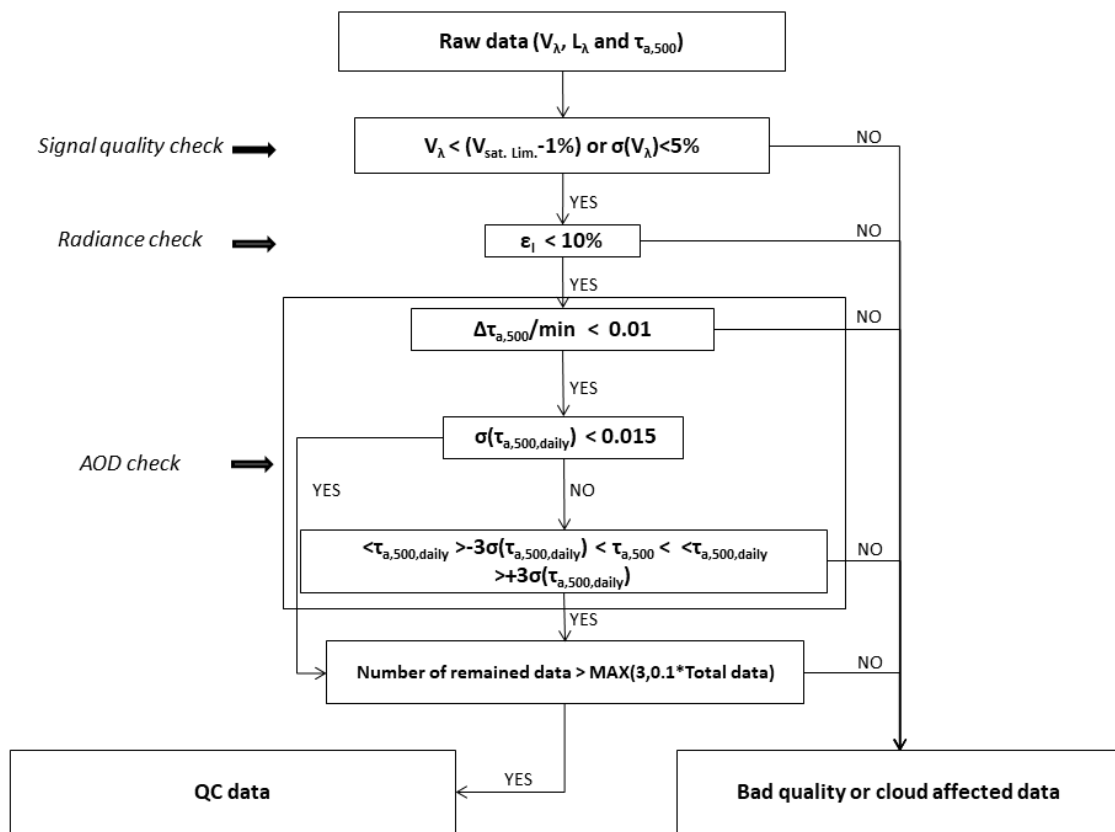 Raw data (Vλ, Lλ and τa,500)
Signal quality check
Vλ < (Vsat. Lim.-1%) or σ(Vλ)<5%
NO
YES
Radiance check
εl < 10%
NO
YES
Δτa,500/min < 0.01
NO
YES
σ(τa,500,daily) < 0.015
AOD check
YES
NO
<τa,500,daily >-3σ(τa,500,daily) < τa,500 < <τa,500,daily
>+3σ(τa,500,daily)
NO
YES
Number of remained data > MAX(3,0.1*Total data)
NO
YES
QC data
Bad quality or cloud affected data